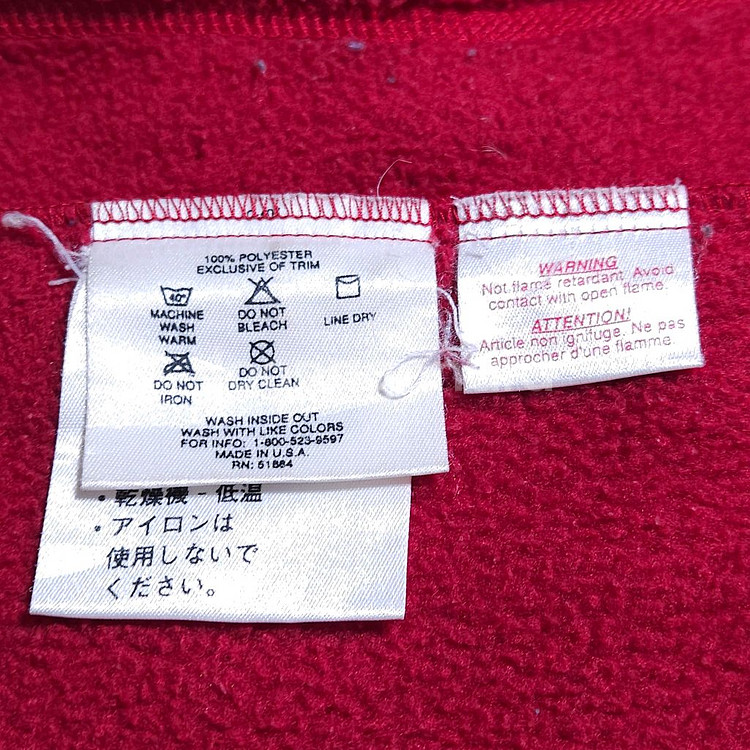 100% POLYESTER
EXCLUSIVE OF TRIM
40°
MACHINE
WASH
WARM
DO NOT
BLEACH
LINE DRY
DO NOT
IRON
DO NOT
DRY CLEAN
WASH INSIDE OUT
WASH WITH LIKE COLORS
FOR INFO: 1-800-523-9597
MADE IN U.S.A.
RN: 51884
・乾燥機 - 低温
・アイロンは
使用しないで
ください。
WARNING
Not flame retardant. Avoid
contact with open flame.
ATTENTION!
Article non ignifuge. Ne pas
approcher d'une flamme.